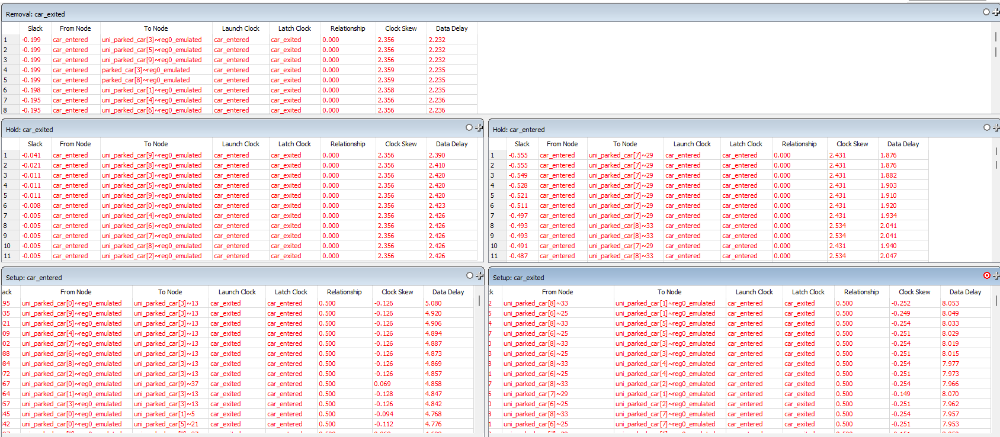 Removal: car_exited
Slack From Node To Node Launch Clock Latch Clock Relationship Clock Skew Data Delay
1 -0.199 car_entered uni_parked_car[3]~reg0_emulated car_entered car_exited 0.000 2.356 2.232
2 -0.199 car_entered uni_parked_car[5]~reg0_emulated car_entered car_exited 0.000 2.356 2.232
3 -0.199 car_entered uni_parked_car[9]~reg0_emulated car_entered car_exited 0.000 2.356 2.232
4 -0.199 car_entered parked_car[3]~reg0_emulated car_entered car_exited 0.000 2.359 2.235
5 -0.199 car_entered parked_car[8]~reg0_emulated car_entered car_exited 0.000 2.359 2.235
6 -0.198 car_entered uni_parked_car[1]~reg0_emulated car_entered car_exited 0.000 2.358 2.235
7 -0.195 car_entered uni_parked_car[4]~reg0_emulated car_entered car_exited 0.000 2.356 2.236
8 -0.195 car_entered uni_parked_car[6]~reg0_emulated car_entered car_exited 0.000 2.356 2.236
Hold: car_exited
Slack From Node To Node Launch Clock Latch Clock Relationship Clock Skew Data Delay
1 -0.041 car_entered uni_parked_car[9]~reg0_emulated car_entered car_exited 0.000 2.356 2.390
2 -0.021 car_entered uni_parked_car[8]~reg0_emulated car_entered car_exited 0.000 2.356 2.410
3 -0.011 car_entered uni_parked_car[3]~reg0_emulated car_entered car_exited 0.000 2.356 2.420
4 -0.011 car_entered uni_parked_car[5]~reg0_emulated car_entered car_exited 0.000 2.356 2.420
5 -0.011 car_entered uni_parked_car[9]~reg0_emulated car_entered car_exited 0.000 2.356 2.420
6 -0.008 car_entered uni_parked_car[0]~reg0_emulated car_entered car_exited 0.000 2.356 2.423
7 -0.005 car_entered uni_parked_car[4]~reg0_emulated car_entered car_exited 0.000 2.356 2.426
8 -0.005 car_entered uni_parked_car[6]~reg0_emulated car_entered car_exited 0.000 2.356 2.426
9 -0.005 car_entered uni_parked_car[7]~reg0_emulated car_entered car_exited 0.000 2.356 2.426
10 -0.005 car_entered uni_parked_car[8]~reg0_emulated car_entered car_exited 0.000 2.356 2.426
11 -0.005 car_entered uni_parked_car[2]~reg0_emulated car_entered car_exited 0.000 2.356 2.426
Hold: car_entered
Slack From Node To Node Launch Clock Latch Clock Relationship Clock Skew Data Delay
1 -0.555 car_entered uni_parked_car[7]~29 car_entered car_entered 0.000 2.431 1.876
2 -0.555 car_entered uni_parked_car[7]~29 car_entered car_entered 0.000 2.431 1.876
3 -0.549 car_entered uni_parked_car[7]~29 car_entered car_entered 0.000 2.431 1.882
4 -0.528 car_entered uni_parked_car[7]~29 car_entered car_entered 0.000 2.431 1.903
5 -0.521 car_entered uni_parked_car[7]~29 car_entered car_entered 0.000 2.431 1.910
6 -0.511 car_entered uni_parked_car[7]~29 car_entered car_entered 0.000 2.431 1.920
7 -0.497 car_entered uni_parked_car[7]~29 car_entered car_entered 0.000 2.431 1.934
8 -0.493 car_entered uni_parked_car[8]~33 car_entered car_entered 0.000 2.534 2.041
9 -0.493 car_entered uni_parked_car[8]~33 car_entered car_entered 0.000 2.534 2.041
10 -0.491 car_entered uni_parked_car[7]~29 car_entered car_entered 0.000 2.431 1.940
11 -0.487 car_entered uni_parked_car[8]~33 car_entered car_entered 0.000 2.534 2.047
Setup: car_entered
ack From Node To Node Launch Clock Latch Clock Relationship Clock Skew Data Delay
95 uni_parked_car[0]~reg0_emulated uni_parked_car[3]~13 car_exited car_entered 0.500 -0.126 5.080
35 uni_parked_car[9]~reg0_emulated uni_parked_car[3]~13 car_exited car_entered 0.500 -0.126 4.920
21 uni_parked_car[5]~reg0_emulated uni_parked_car[3]~13 car_exited car_entered 0.500 -0.126 4.906
09 uni_parked_car[4]~reg0_emulated uni_parked_car[3]~13 car_exited car_entered 0.500 -0.126 4.894
02 uni_parked_car[7]~reg0_emulated uni_parked_car[3]~13 car_exited car_entered 0.500 -0.126 4.887
88 uni_parked_car[6]~reg0_emulated uni_parked_car[3]~13 car_exited car_entered 0.500 -0.126 4.873
84 uni_parked_car[8]~reg0_emulated uni_parked_car[3]~13 car_exited car_entered 0.500 -0.126 4.869
72 uni_parked_car[2]~reg0_emulated uni_parked_car[3]~13 car_exited car_entered 0.500 -0.126 4.857
67 uni_parked_car[0]~reg0_emulated uni_parked_car[9]~37 car_exited car_entered 0.500 0.069 4.858
64 uni_parked_car[1]~reg0_emulated uni_parked_car[3]~13 car_exited car_entered 0.500 -0.128 4.847
57 uni_parked_car[3]~reg0_emulated uni_parked_car[3]~13 car_exited car_entered 0.500 -0.126 4.842
45 uni_parked_car[0]~reg0_emulated uni_parked_car[1]~5 car_exited car_entered 0.500 -0.094 4.768
42 uni_parked_car[0]~reg0_emulated uni_parked_car[5]~21 car_exited car_entered 0.500 -0.112 4.776
Setup: car_exited
ck From Node To Node Launch Clock Latch Clock Relationship Clock Skew Data Delay
2 uni_parked_car[8]~33 uni_parked_car[1]~reg0_emulated car_entered car_exited 0.500 -0.252 8.053
5 uni_parked_car[6]~25 uni_parked_car[1]~reg0_emulated car_entered car_exited 0.500 -0.249 8.049
4 uni_parked_car[8]~33 uni_parked_car[5]~reg0_emulated car_entered car_exited 0.500 -0.254 8.033
7 uni_parked_car[6]~25 uni_parked_car[5]~reg0_emulated car_entered car_exited 0.500 -0.251 8.029
0 uni_parked_car[8]~33 uni_parked_car[3]~reg0_emulated car_entered car_exited 0.500 -0.254 8.019
3 uni_parked_car[6]~25 uni_parked_car[3]~reg0_emulated car_entered car_exited 0.500 -0.251 8.015
8 uni_parked_car[8]~33 uni_parked_car[4]~reg0_emulated car_entered car_exited 0.500 -0.254 7.977
1 uni_parked_car[6]~25 uni_parked_car[4]~reg0_emulated car_entered car_exited 0.500 -0.251 7.973
7 uni_parked_car[8]~33 uni_parked_car[2]~reg0_emulated car_entered car_exited 0.500 -0.254 7.966
6 uni_parked_car[7]~29 uni_parked_car[1]~reg0_emulated car_entered car_exited 0.500 -0.149 8.070
0 uni_parked_car[6]~25 uni_parked_car[2]~reg0_emulated car_entered car_exited 0.500 -0.251 7.962
8 uni_parked_car[8]~33 uni_parked_car[7]~reg0_emulated car_entered car_exited 0.500 -0.254 7.957
1 uni_parked_car[6]~25 uni_parked_car[7]~reg0_emulated car_entered car_exited 0.500 -0.251 7.953